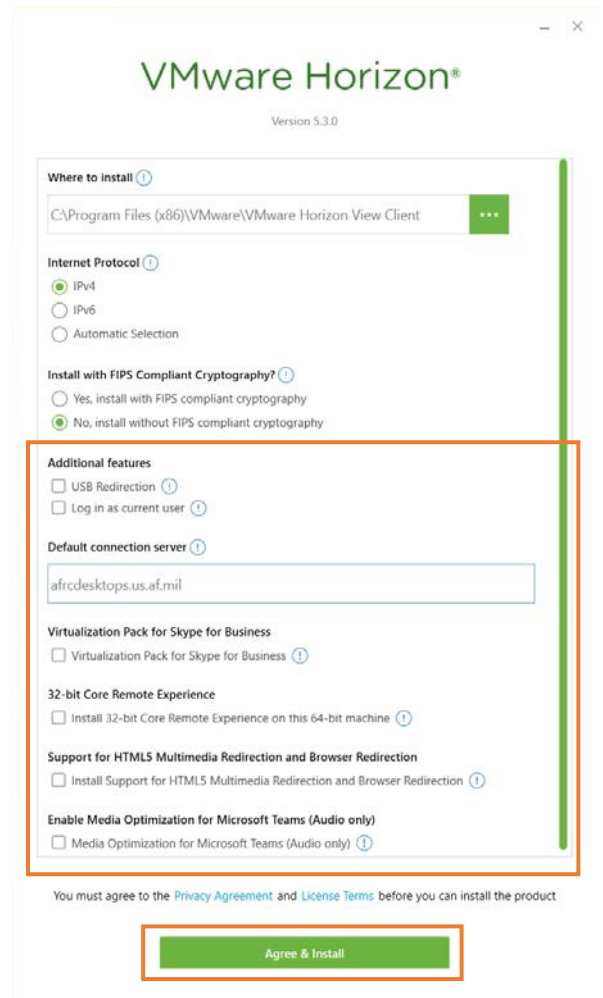 VMware Horizon®
Version 5.3.0
Where to install
C:\Program Files (x86)\VMware\VMware Horizon View Client
Internet Protocol
IPv4
IPv6
Automatic Selection
Install with FIPS Compliant Cryptography?
Yes, install with FIPS compliant cryptography
No, install without FIPS compliant cryptography
Additional features
USB Redirection
Log in as current user
Default connection server
afrcdesktops.us.af.mil
Virtualization Pack for Skype for Business
Virtualization Pack for Skype for Business
32-bit Core Remote Experience
Install 32-bit Core Remote Experience on this 64-bit machine
Support for HTML5 Multimedia Redirection and Browser Redirection
Install Support for HTML5 Multimedia Redirection and Browser Redirection
Enable Media Optimization for Microsoft Teams (Audio only)
Media Optimization for Microsoft Teams (Audio only)
You must agree to the Privacy Agreement and License Terms before you can install the product
Agree & Install